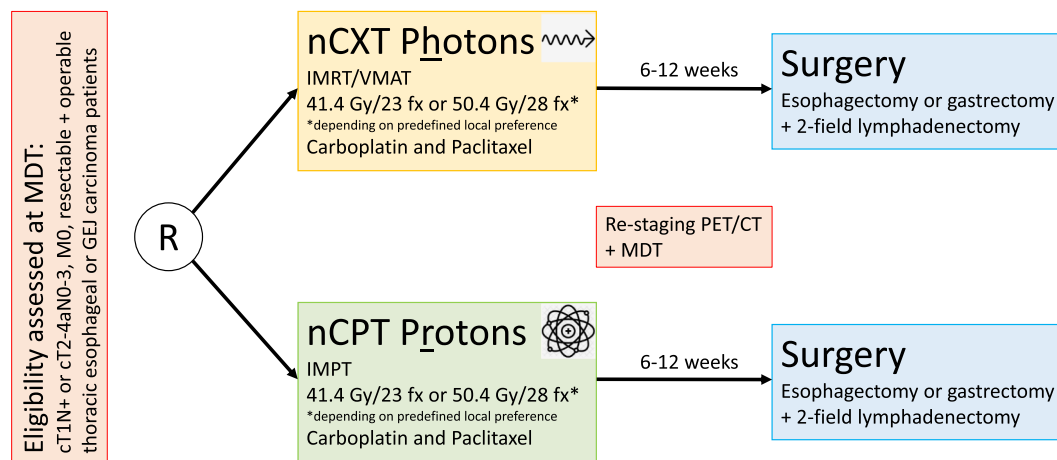 Eligibility assessed at MDT:
cT1N+ or cT2-4aN0-3, M0, resectable + operable
thoracic esophageal or GEJ carcinoma patients
R
nCXT Photons
IMRT/VMAT
41.4 Gy/23 fx or 50.4 Gy/28 fx*
*depending on predefined local preference
Carboplatin and Paclitaxel
6-12 weeks
Surgery
Esophagectomy or gastrectomy
+ 2-field lymphadenectomy
Re-staging PET/CT
+ MDT
nCPT Protons
IMPT
41.4 Gy/23 fx or 50.4 Gy/28 fx*
*depending on predefined local preference
Carboplatin and Paclitaxel
6-12 weeks
Surgery
Esophagectomy or gastrectomy
+ 2-field lymphadenectomy